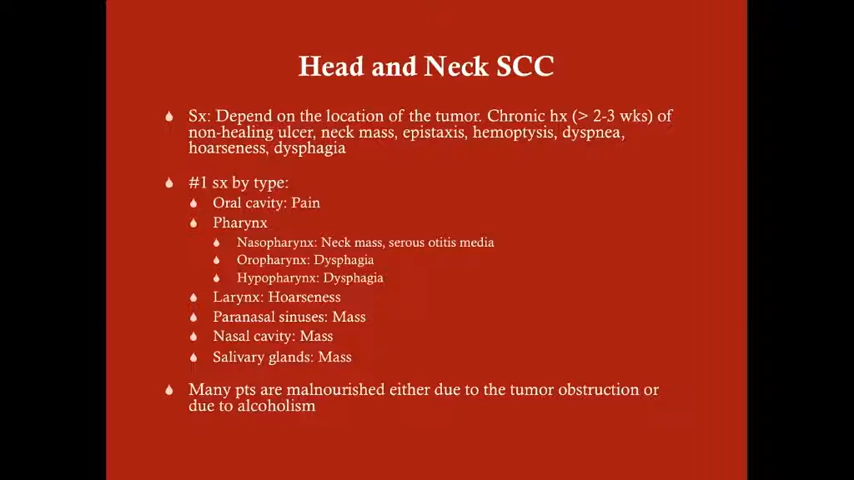 Head and Neck SCC
Sx: Depend on the location of the tumor. Chronic hx (> 2-3 wks) of
non-healing ulcer, neck mass, epistaxis, hemoptysis, dyspnea,
hoarseness, dysphagia
#1 sx by type:
Oral cavity: Pain
Pharynx
Nasopharynx: Neck mass, serous otitis media
Oropharynx: Dysphagia
Hypopharynx: Dysphagia
Larynx: Hoarseness
Paranasal sinuses: Mass
Nasal cavity: Mass
Salivary glands: Mass
Many pts are malnourished either due to the tumor obstruction or
due to alcoholism